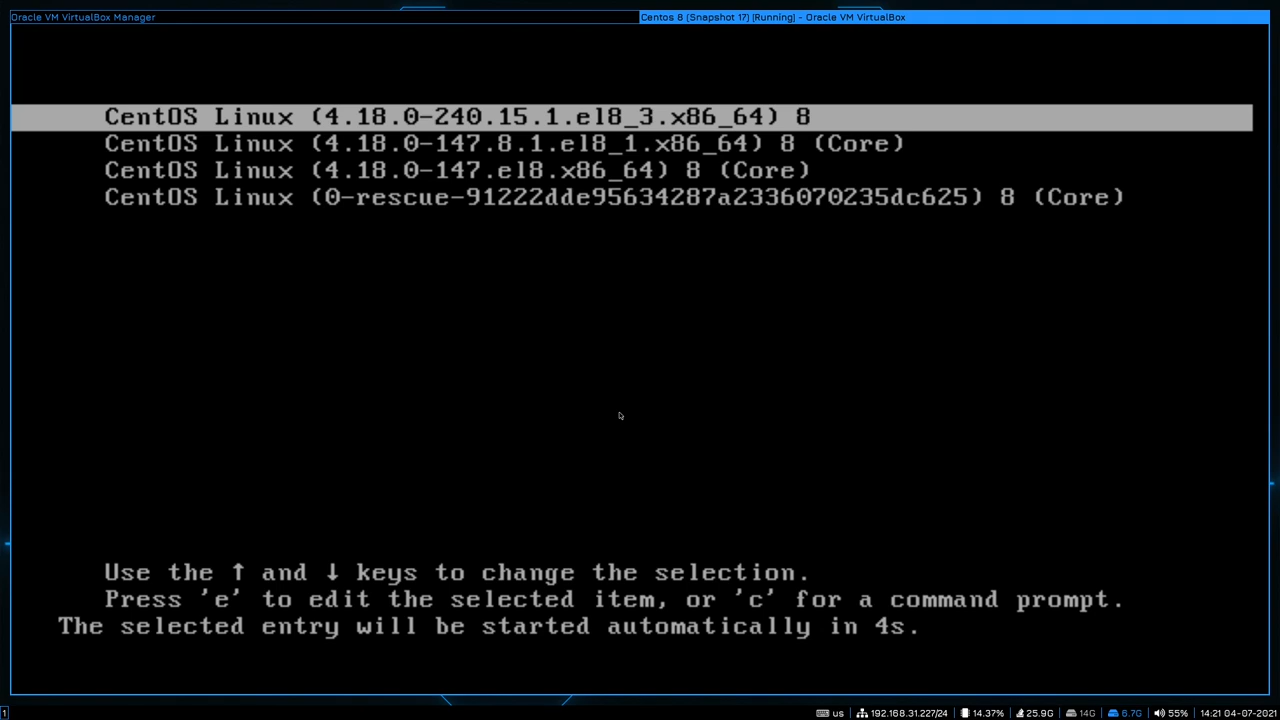 Oracle VM VirtualBox Manager
Centos 8 (Snapshot 17) [Running] - Oracle VM VirtualBox
CentOS Linux (4.18.0-240.15.1.el8_3.x86_64) 8
CentOS Linux (4.18.0-147.8.1.el8_1.x86_64) 8 (Core)
CentOS Linux (4.18.0-147.el8.x86_64) 8 (Core)
CentOS Linux (0-rescue-91222dde95634287a2336070235dc625) 8 (Core)
Use the ↑ and ↓ keys to change the selection.
Press 'e' to edit the selected item, or 'c' for a command prompt.
The selected entry will be started automatically in 4s.
1 us 192.168.31.227/24 14.37% 25.9G 14G 6.7G 55% 14:21 04-07-2021